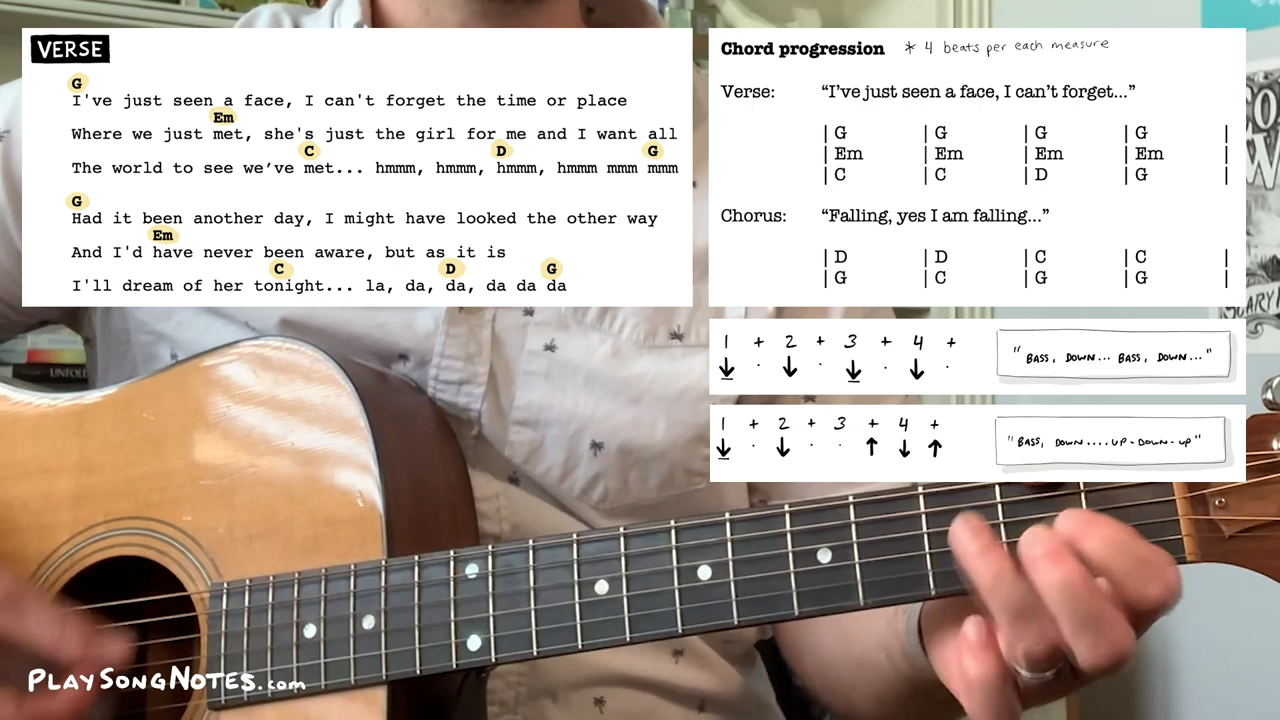 VERSE
G
I've just seen a face, I can't forget the time or place
Em
Where we just met, she's just the girl for me and I want all
C D G
The world to see we've met... hmmm, hmmm, hmmm, hmmm mmm mmm
G
Had it been another day, I might have looked the other way
Em
And I'd have never been aware, but as it is
C D G
I'll dream of her tonight... la, da, da, da da da
Chord progression * 4 beats per each measure
Verse: “I’ve just seen a face, I can’t forget...”
| G | G | G | G |
| Em | Em | Em | Em |
| C | C | D | G |
Chorus: “Falling, yes I am falling...”
| D | D | C | C |
| G | C | G | G |
1 + 2 + 3 + 4 +
"BASS, DOWN... BASS, DOWN..."
1 + 2 + 3 + 4 +
"BASS, DOWN....UP-DOWN-UP"
UNFOLD
PLAYSONGNOTES.com